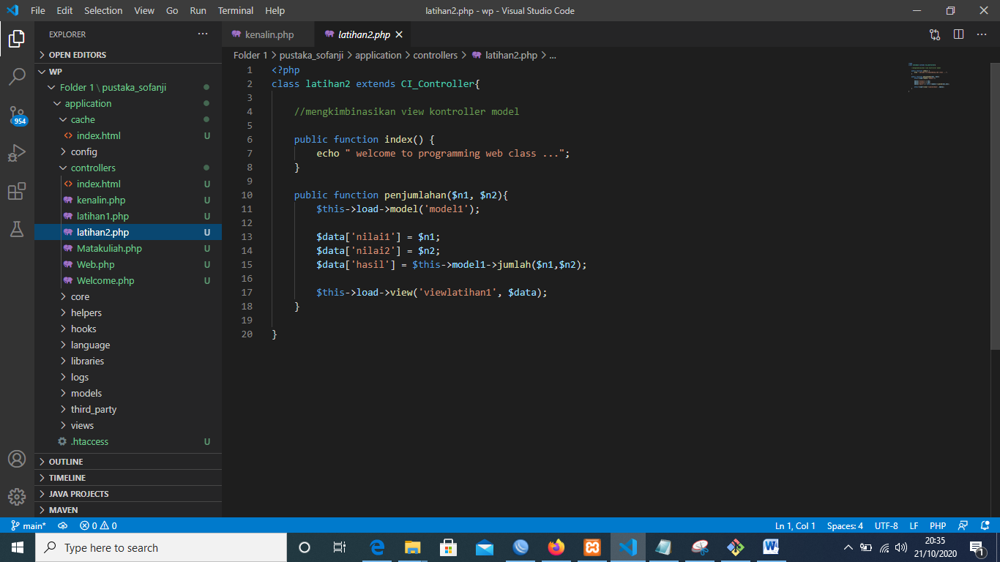 File Edit Selection View Go Run Terminal Help latihan2.php - wp - Visual Studio Code
EXPLORER ...
kenalin.php latihan2.php
OPEN EDITORS
WP
Folder 1 \ pustaka_sofanji
application
cache
index.html U
config
controllers
index.html U
kenalin.php U
latihan1.php U
latihan2.php U
Matakuliah.php U
Web.php U
Welcome.php U
core
helpers
hooks
language
libraries
logs
models
third_party
views
.htaccess U
OUTLINE
TIMELINE
JAVA PROJECTS
MAVEN
954
Folder 1 > pustaka_sofanji > application > controllers > latihan2.php > ...
1 <?php
2 class latihan2 extends CI_Controller{
3
4 //mengkimbinasikan view kontroller model
5
6 public function index() {
7 echo " welcome to programming web class ...";
8 }
9
10 public function penjumlahan($n1, $n2){
11 $this->load->model('model1');
12
13 $data['nilai1'] = $n1;
14 $data['nilai2'] = $n2;
15 $data['hasil'] = $this->model1->jumlah($n1,$n2);
16
17 $this->load->view('viewlatihan1', $data);
18 }
19
20 }
main* 0 0 Ln 1, Col 1 Spaces: 4 UTF-8 LF PHP
Type here to search
20:35
21/10/2020
1